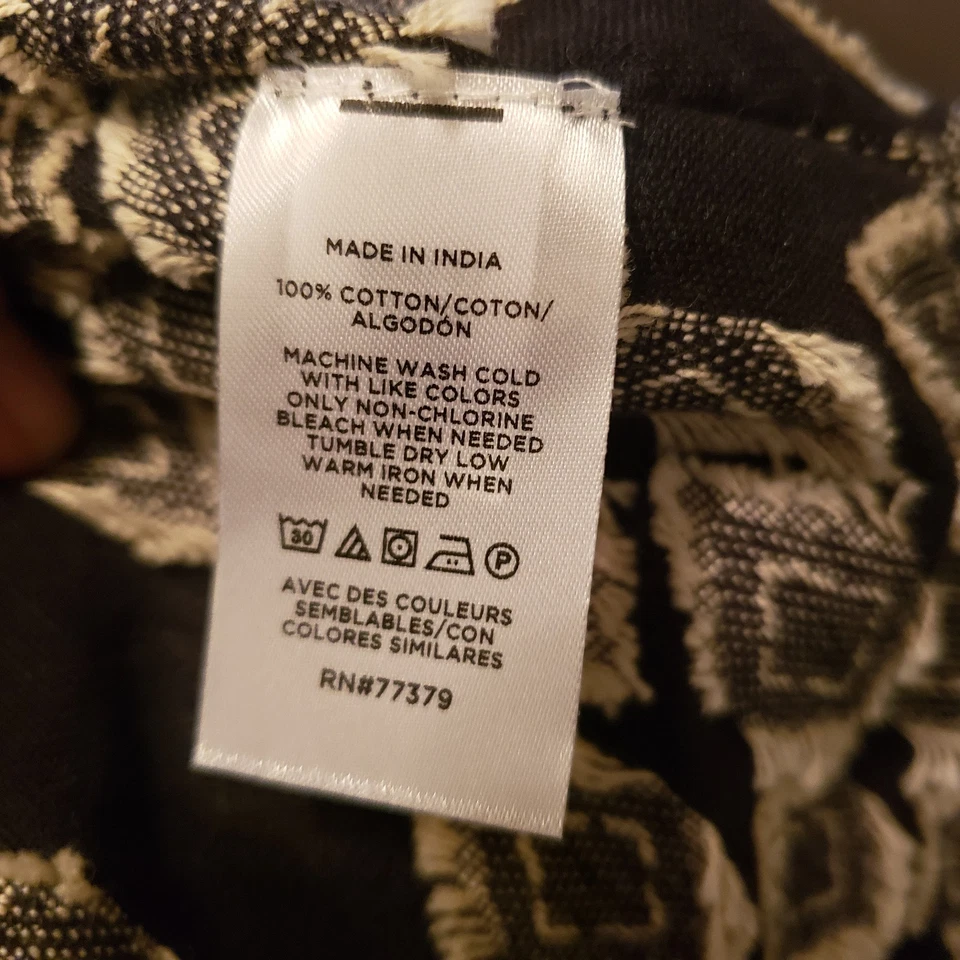 MADE IN INDIA
100% COTTON/COTON/
ALGODÓN
MACHINE WASH COLD
WITH LIKE COLORS
ONLY NON-CHLORINE
BLEACH WHEN NEEDED
TUMBLE DRY LOW
WARM IRON WHEN
NEEDED
30 P
AVEC DES COULEURS
SEMBLABLES/CON
COLORES SIMILARES
RN#77379